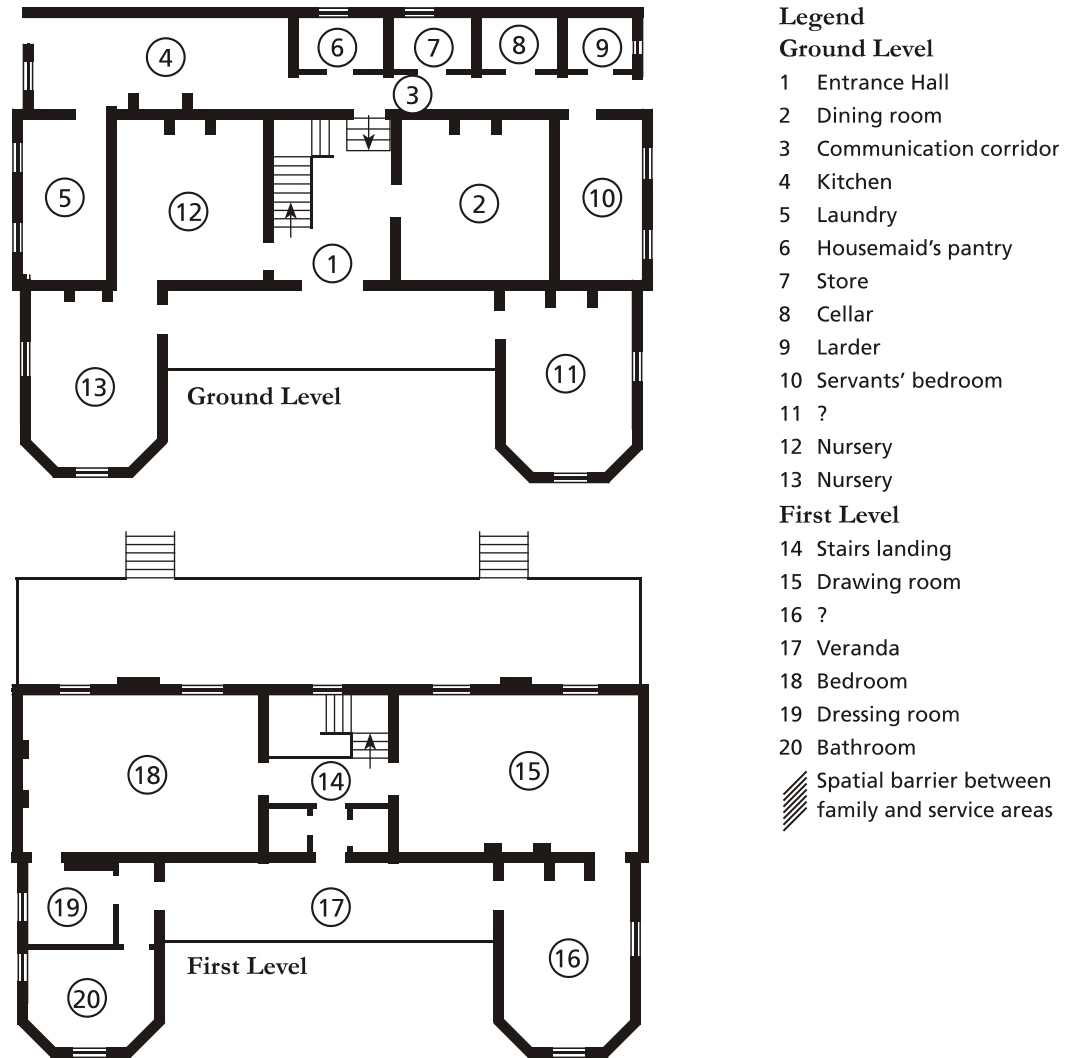 4
6
7
8
9
3
5
12
1
2
10
13
11
Ground Level
18
14
15
19
17
16
20
First Level
Legend
Ground Level
1 Entrance Hall
2 Dining room
3 Communication corridor
4 Kitchen
5 Laundry
6 Housemaid’s pantry
7 Store
8 Cellar
9 Larder
10 Servants’ bedroom
11 ?
12 Nursery
13 Nursery
First Level
14 Stairs landing
15 Drawing room
16 ?
17 Veranda
18 Bedroom
19 Dressing room
20 Bathroom
Spatial barrier between
family and service areas